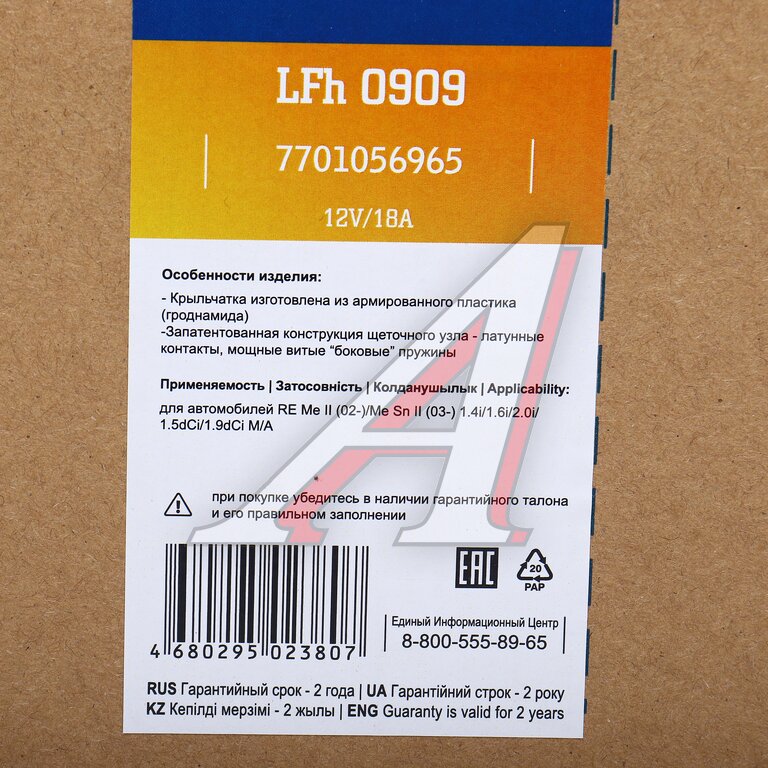 LFh 0909
7701056965
12V/18A
Особенности изделия:
- Крыльчатка изготовлена из армированного пластика
(гроднамида)
-Запатентованная конструкция щеточного узла - латунные
контакты, мощные витые “боковые” пружины
Применяемость | Затосовність | Колданушылык | Applicability:
для автомобилей RE Me II (02-)/Me Sn II (03-) 1.4i/1.6i/2.0i/
1.5dCi/1.9dCi M/A
при покупке убедитесь в наличии гарантийного талона
и его правильном заполнении
EAC
20
PAP
Единый Информационный Центр
8-800-555-89-65
4 680295 023807
RUS Гарантийный срок - 2 года | UA Гарантійний строк - 2 року
KZ Кепілді мерзімі - 2 жылы | ENG Guaranty is valid for 2 years